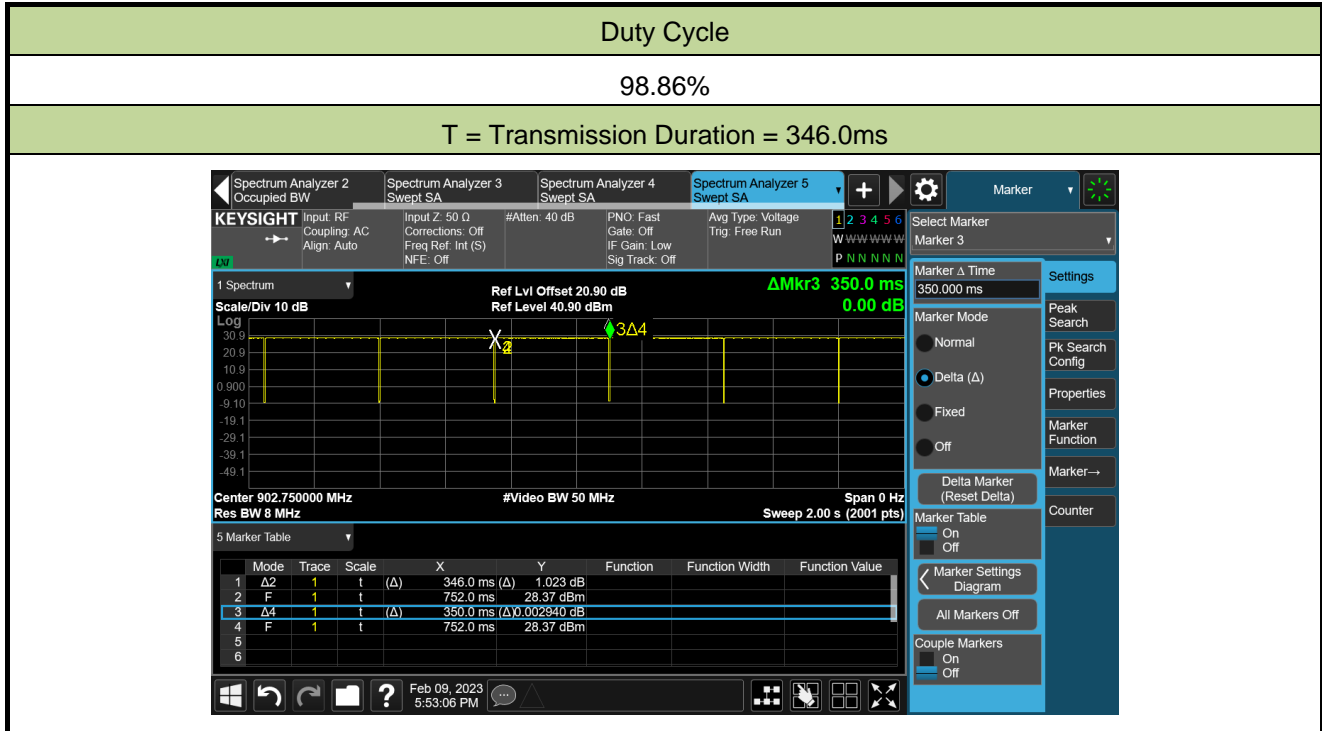 Duty Cycle
98.86%
T = Transmission Duration = 346.0ms
Spectrum Analyzer 2
Occupied BW
Spectrum Analyzer 3
Swept SA
Spectrum Analyzer 4
Swept SA
Spectrum Analyzer 5
Swept SA
Marker
KEYSIGHT
LXI
Input: RF
Coupling: AC
Align: Auto
Input Z: 50 Ω
Corrections: Off
Freq Ref: Int (S)
NFE: Off
#Atten: 40 dB
PNO: Fast
Gate: Off
IF Gain: Low
Sig Track: Off
Avg Type: Voltage
Trig: Free Run
1 2 3 4 5 6
W W W W W W
P N N N N N
Select Marker
Marker 3
1 Spectrum
Scale/Div 10 dB
Ref Lvl Offset 20.90 dB
Ref Level 40.90 dBm
ΔMkr3 350.0 ms
0.00 dB
Log
30.9
20.9
10.9
0.900
-9.10
-19.1
-29.1
-39.1
-49.1
3Δ4
Center 902.750000 MHz
#Video BW 50 MHz
Span 0 Hz
Res BW 8 MHz
Sweep 2.00 s (2001 pts)
5 Marker Table
Mode Trace Scale X Y Function Function Width Function Value
1 Δ2 1 t (Δ) 346.0 ms (Δ) 1.023 dB
2 F 1 t 752.0 ms 28.37 dBm
3 Δ4 1 t (Δ) 350.0 ms (Δ)0.002940 dB
4 F 1 t 752.0 ms 28.37 dBm
5
6
Marker Δ Time
350.000 ms
Marker Mode
Normal
Delta (Δ)
Fixed
Off
Delta Marker
(Reset Delta)
Marker Table
On
Off
Marker Settings
Diagram
All Markers Off
Couple Markers
On
Off
Settings
Peak
Search
Pk Search
Config
Properties
Marker
Function
Marker→
Counter
?
Feb 09, 2023
5:53:06 PM